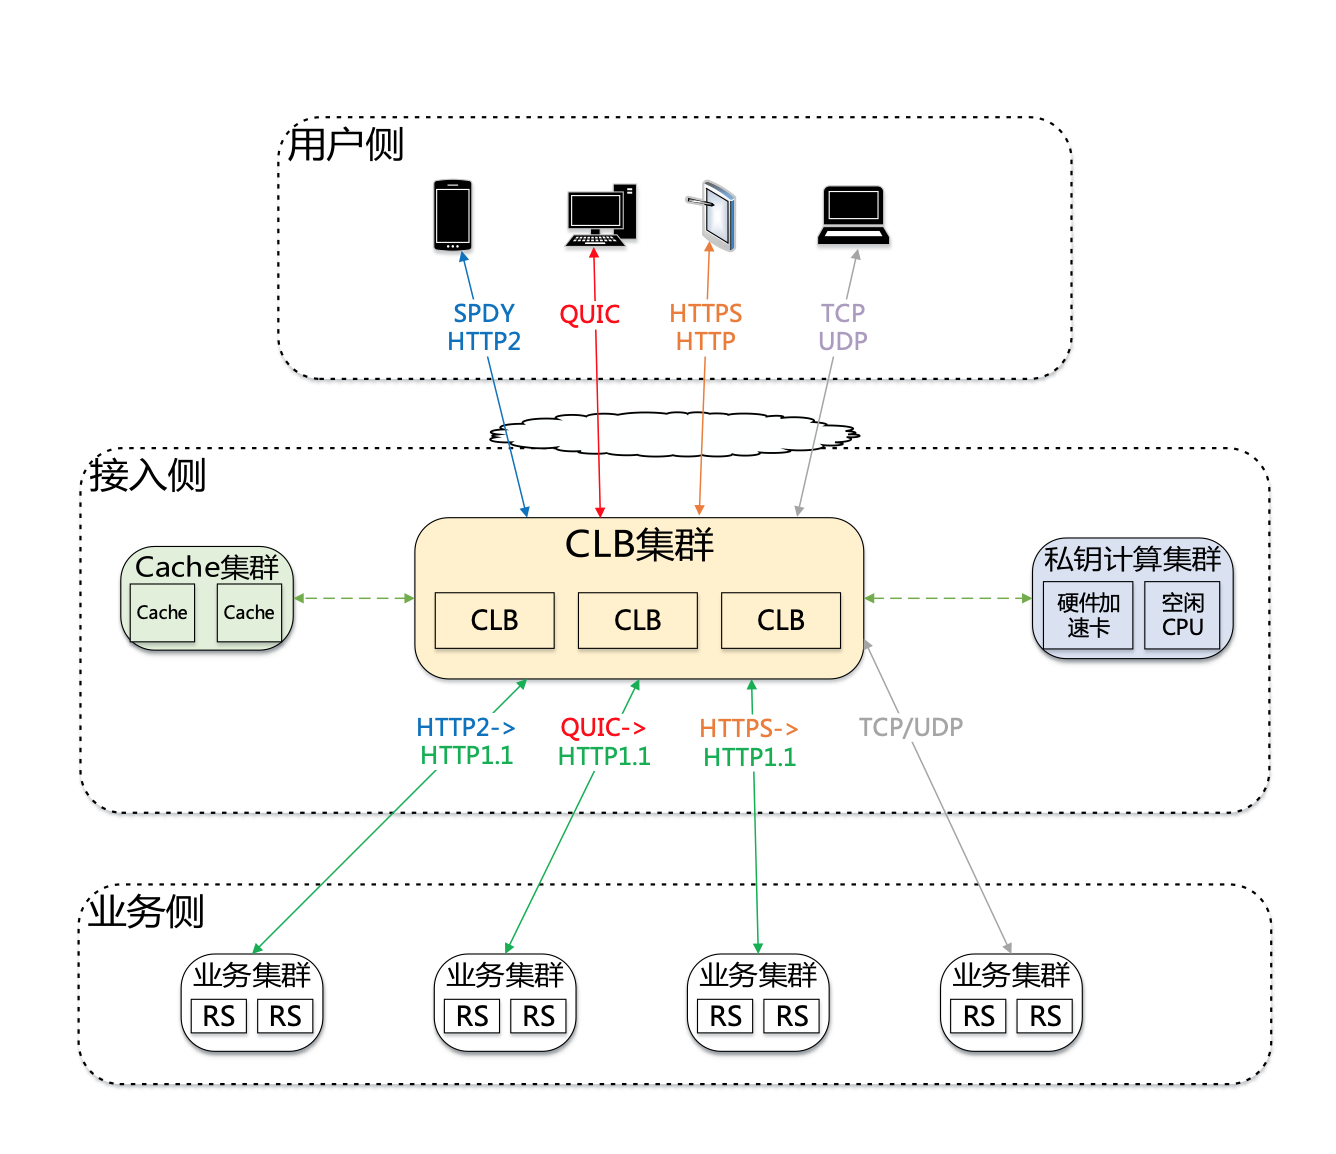 用户侧
SPDY
HTTP2
QUIC
HTTPS
HTTP
TCP
UDP
接入侧
Cache集群
Cache
Cache
CLB集群
CLB
CLB
CLB
私钥计算集群
硬件加
速卡
空闲
CPU
HTTP2->
HTTP1.1
QUIC->
HTTP1.1
HTTPS->
HTTP1.1
TCP/UDP
业务侧
业务集群
RS
RS
业务集群
RS
RS
业务集群
RS
RS
业务集群
RS
RS